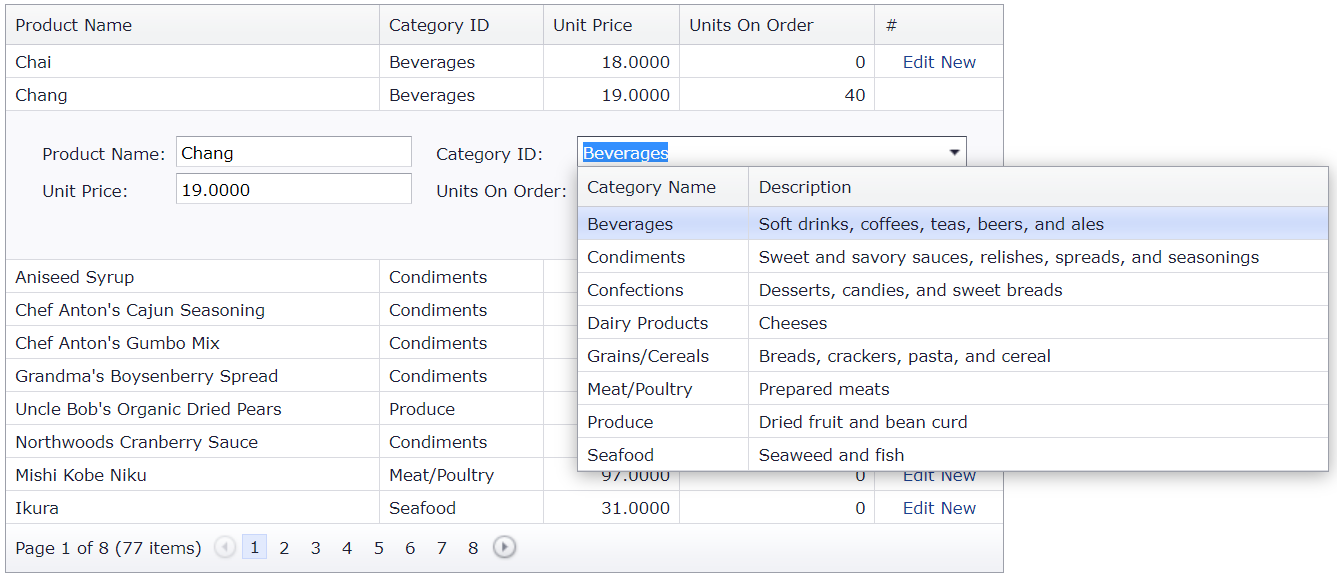 Product Name Category ID Unit Price Units On Order #
Chai Beverages 18.0000 0 Edit New
Chang Beverages 19.0000 40
Product Name: Chang Category ID: Beverages
Unit Price: 19.0000 Units On Order:
Category Name Description
Beverages Soft drinks, coffees, teas, beers, and ales
Condiments Sweet and savory sauces, relishes, spreads, and seasonings
Confections Desserts, candies, and sweet breads
Dairy Products Cheeses
Grains/Cereals Breads, crackers, pasta, and cereal
Meat/Poultry Prepared meats
Produce Dried fruit and bean curd
Seafood Seaweed and fish
Aniseed Syrup Condiments
Chef Anton's Cajun Seasoning Condiments
Chef Anton's Gumbo Mix Condiments
Grandma's Boysenberry Spread Condiments
Uncle Bob's Organic Dried Pears Produce
Northwoods Cranberry Sauce Condiments
Mishi Kobe Niku Meat/Poultry 97.0000 0 Edit New
Ikura Seafood 31.0000 0 Edit New
Page 1 of 8 (77 items) 1 2 3 4 5 6 7 8